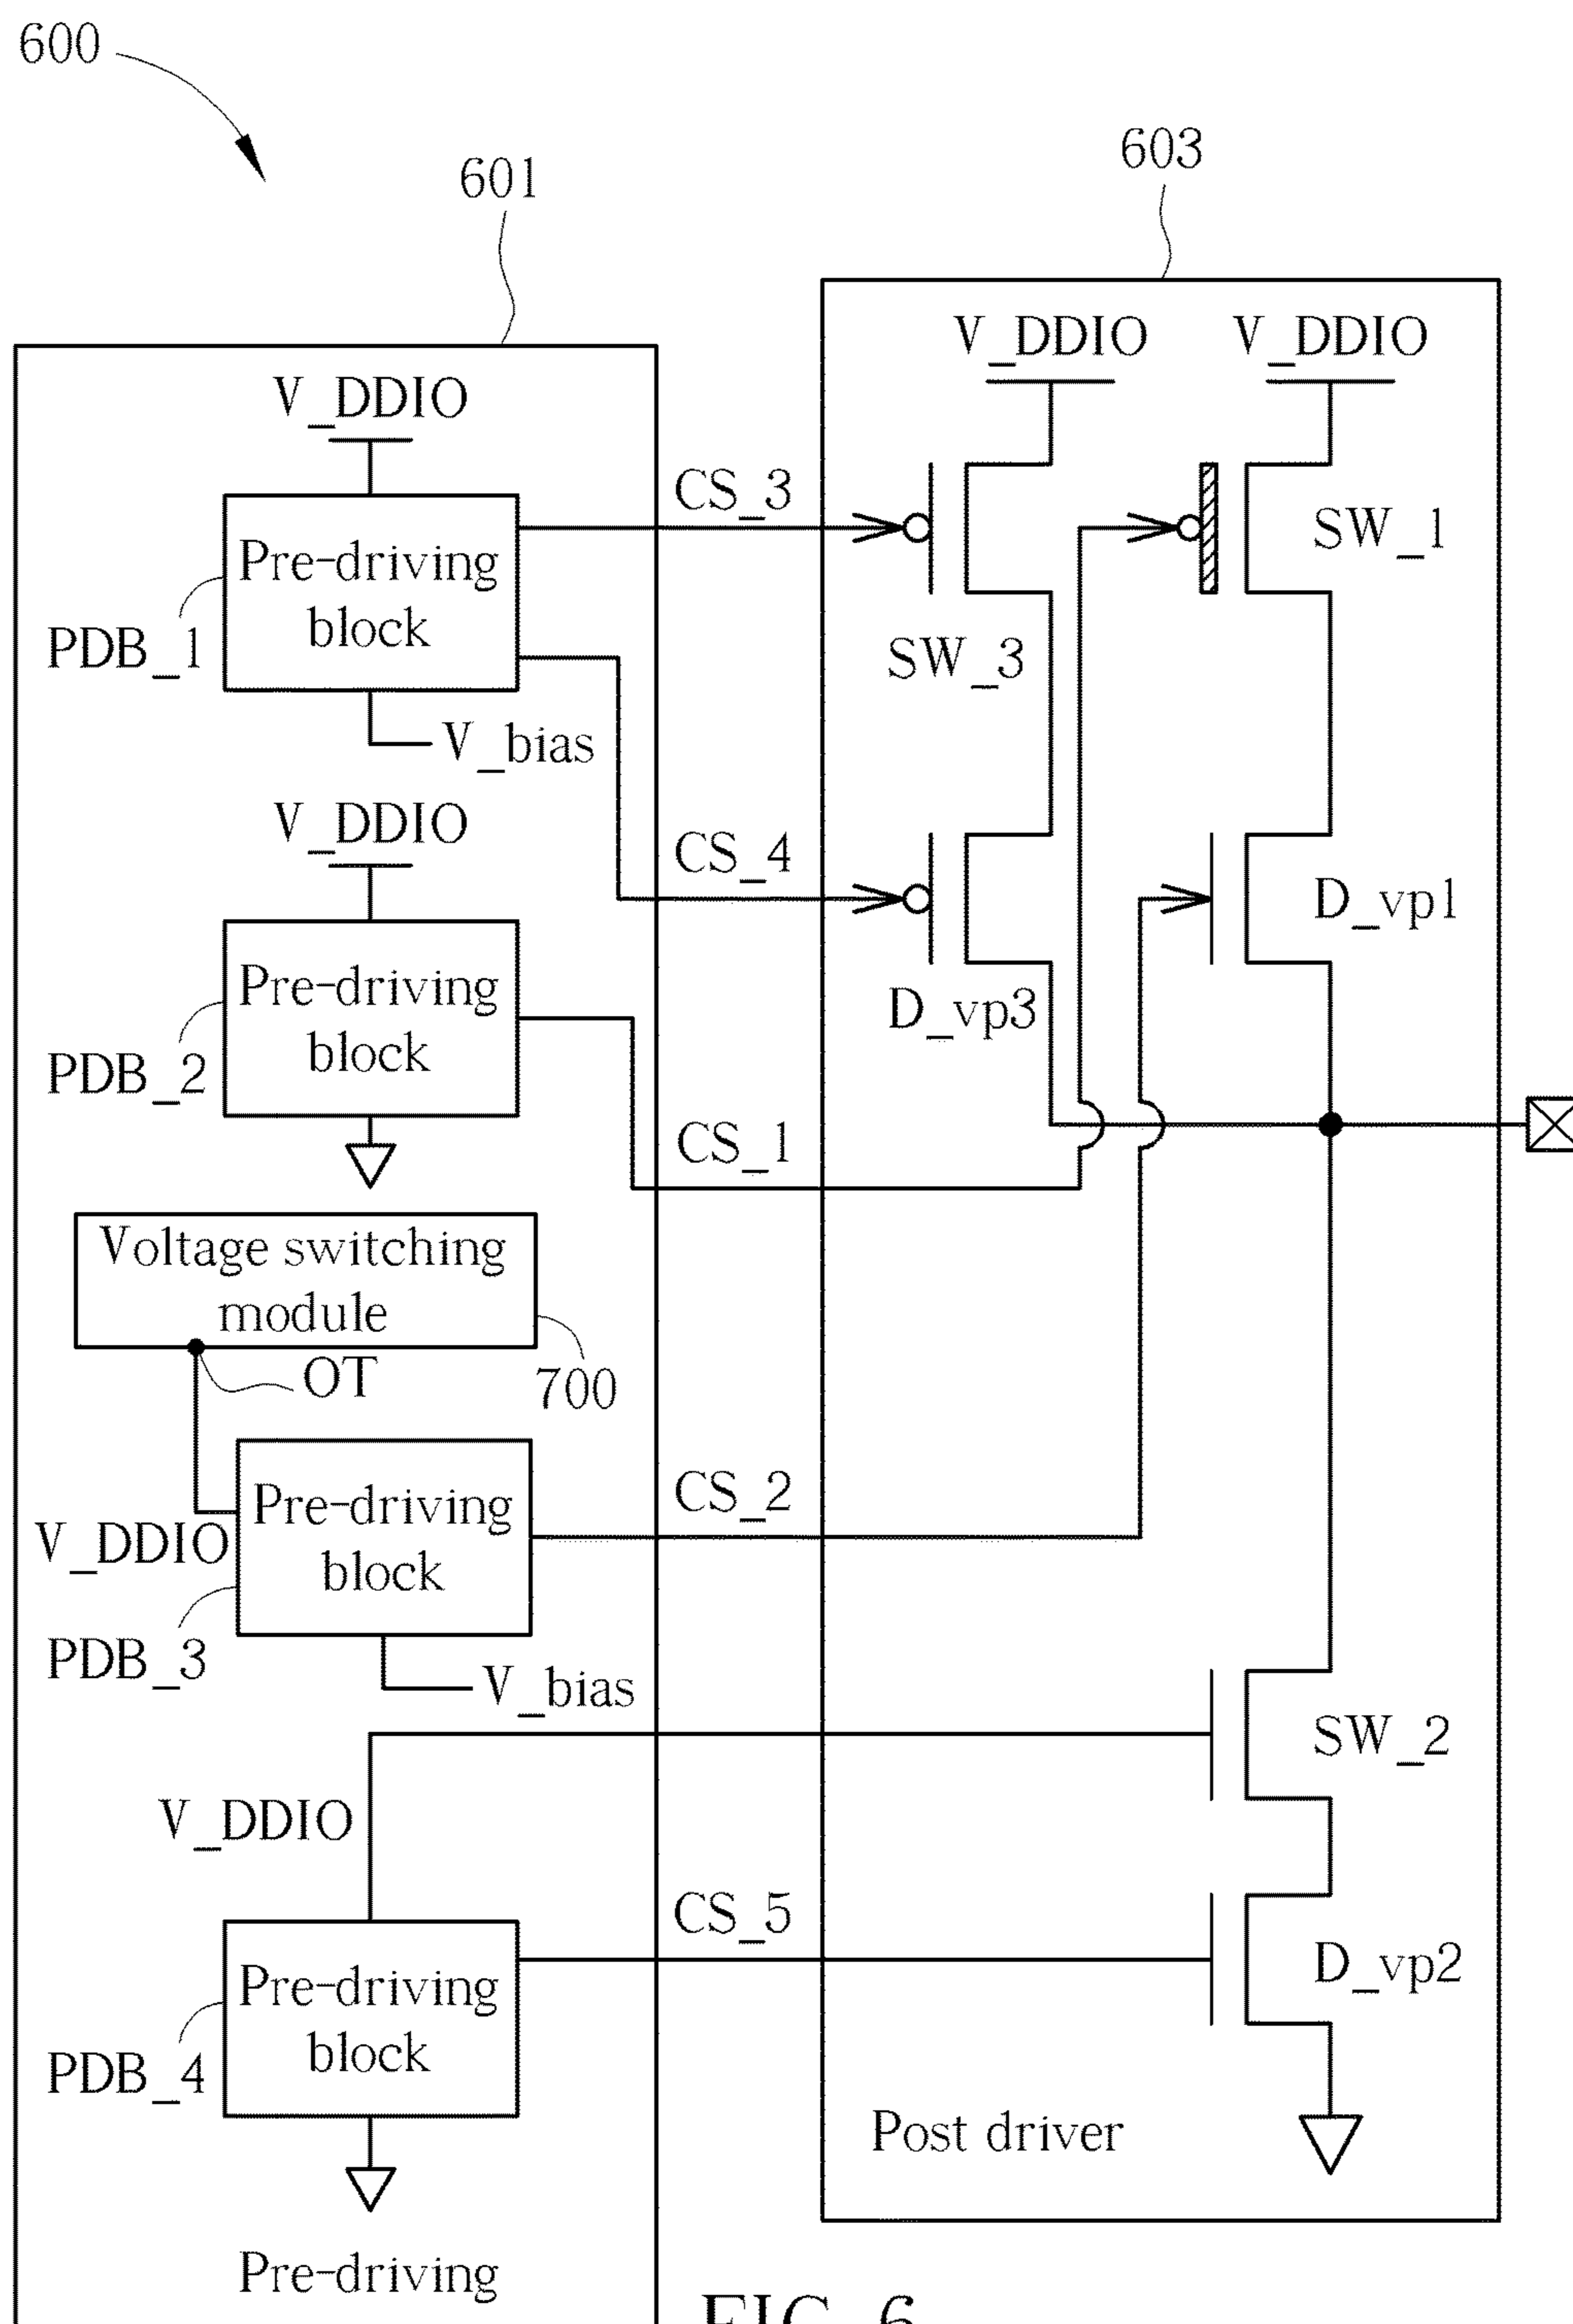 600
601
603
V_DDIO
V_DDIO
V_DDIO
CS_3
Pre-driving
block
SW_1
PDB_1
SW_3
V_bias
V_DDIO
CS_4
D_vp1
Pre-driving
block
D_vp3
PDB_2
CS_1
Voltage switching
module
OT
700
CS_2
Pre-driving
block
V_DDIO
PDB_3
V_bias
SW_2
V_DDIO
CS_5
Pre-driving
block
D_vp2
PDB_4
Post driver
Pre-driving
FIG. 6